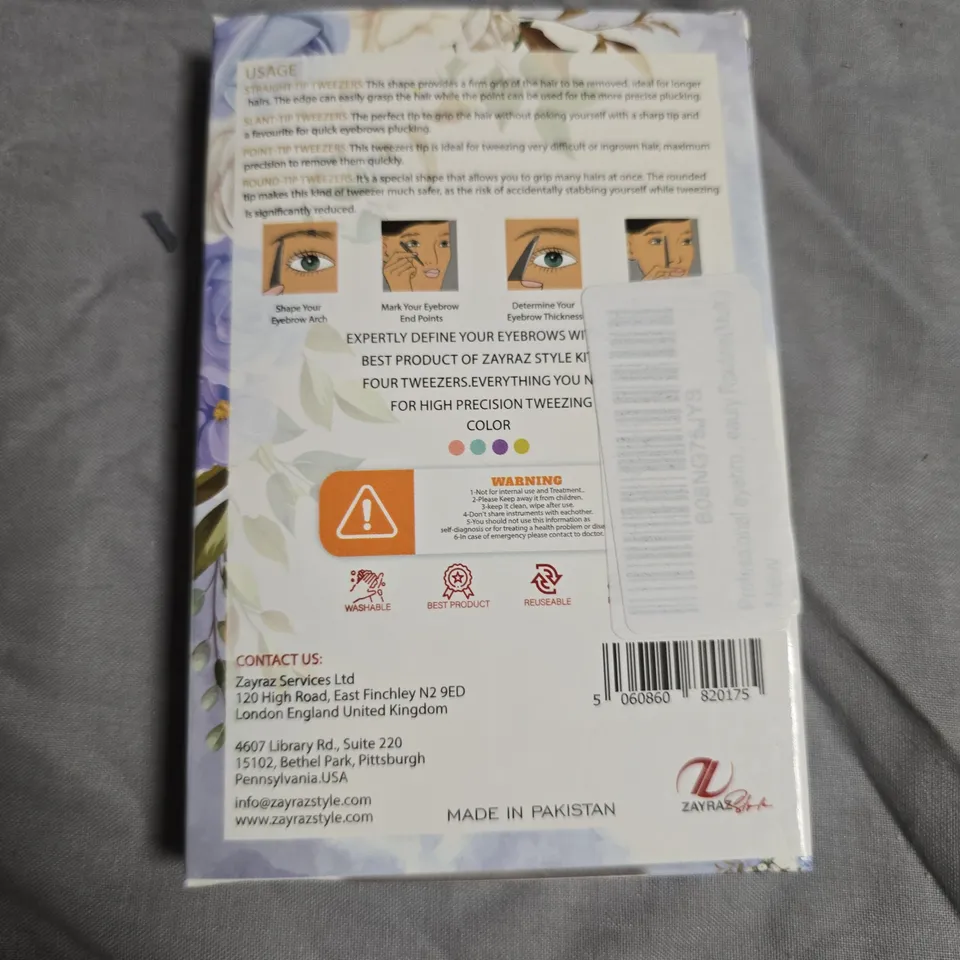 USAGE
STRAIGHT-TIP TWEEZERS: This shape provides a firm grip of the hair to be removed, ideal for longer
hairs. The edge can easily grasp the hair while the point can be used for the more precise plucking.
SLANT-TIP TWEEZERS: The perfect tip to grip the hair without poking yourself with a sharp tip and
a favourite for quick eyebrows plucking.
POINT-TIP TWEEZERS: This tweezers tip is ideal for tweezing very difficult or ingrown hair, maximum
precision to remove them quickly.
ROUND-TIP TWEEZERS: It's a special shape that allows you to grip many hairs at once. The rounded
tip makes this kind of tweezer much safer, as the risk of accidentally stabbing yourself while tweezing
is significantly reduced.
Shape Your
Eyebrow Arch
Mark Your Eyebrow
End Points
Determine Your
Eyebrow Thickness
EXPERTLY DEFINE YOUR EYEBROWS WI
BEST PRODUCT OF ZAYRAZ STYLE KI
FOUR TWEEZERS.EVERYTHING YOU N
FOR HIGH PRECISION TWEEZING
COLOR
WARNING
1-Not for internal use and Treatment..
2-Please Keep away it from children.
3-keep it clean, wipe after use.
4-Don't share instruments with eachother.
5-You should not use this information as
self-diagnosis or for treating a health problem or dise
6-In case of emergency please contact to doctor.
WASHABLE
BEST PRODUCT
REUSEABLE
CONTACT US:
Zayraz Services Ltd
120 High Road, East Finchley N2 9ED
London England United Kingdom
4607 Library Rd., Suite 220
15102, Bethel Park, Pittsburgh
Pennsylvania.USA
info@zayrazstyle.com
www.zayrazstyle.com
MADE IN PAKISTAN
5 060860 820175
ZAYRAZ Style